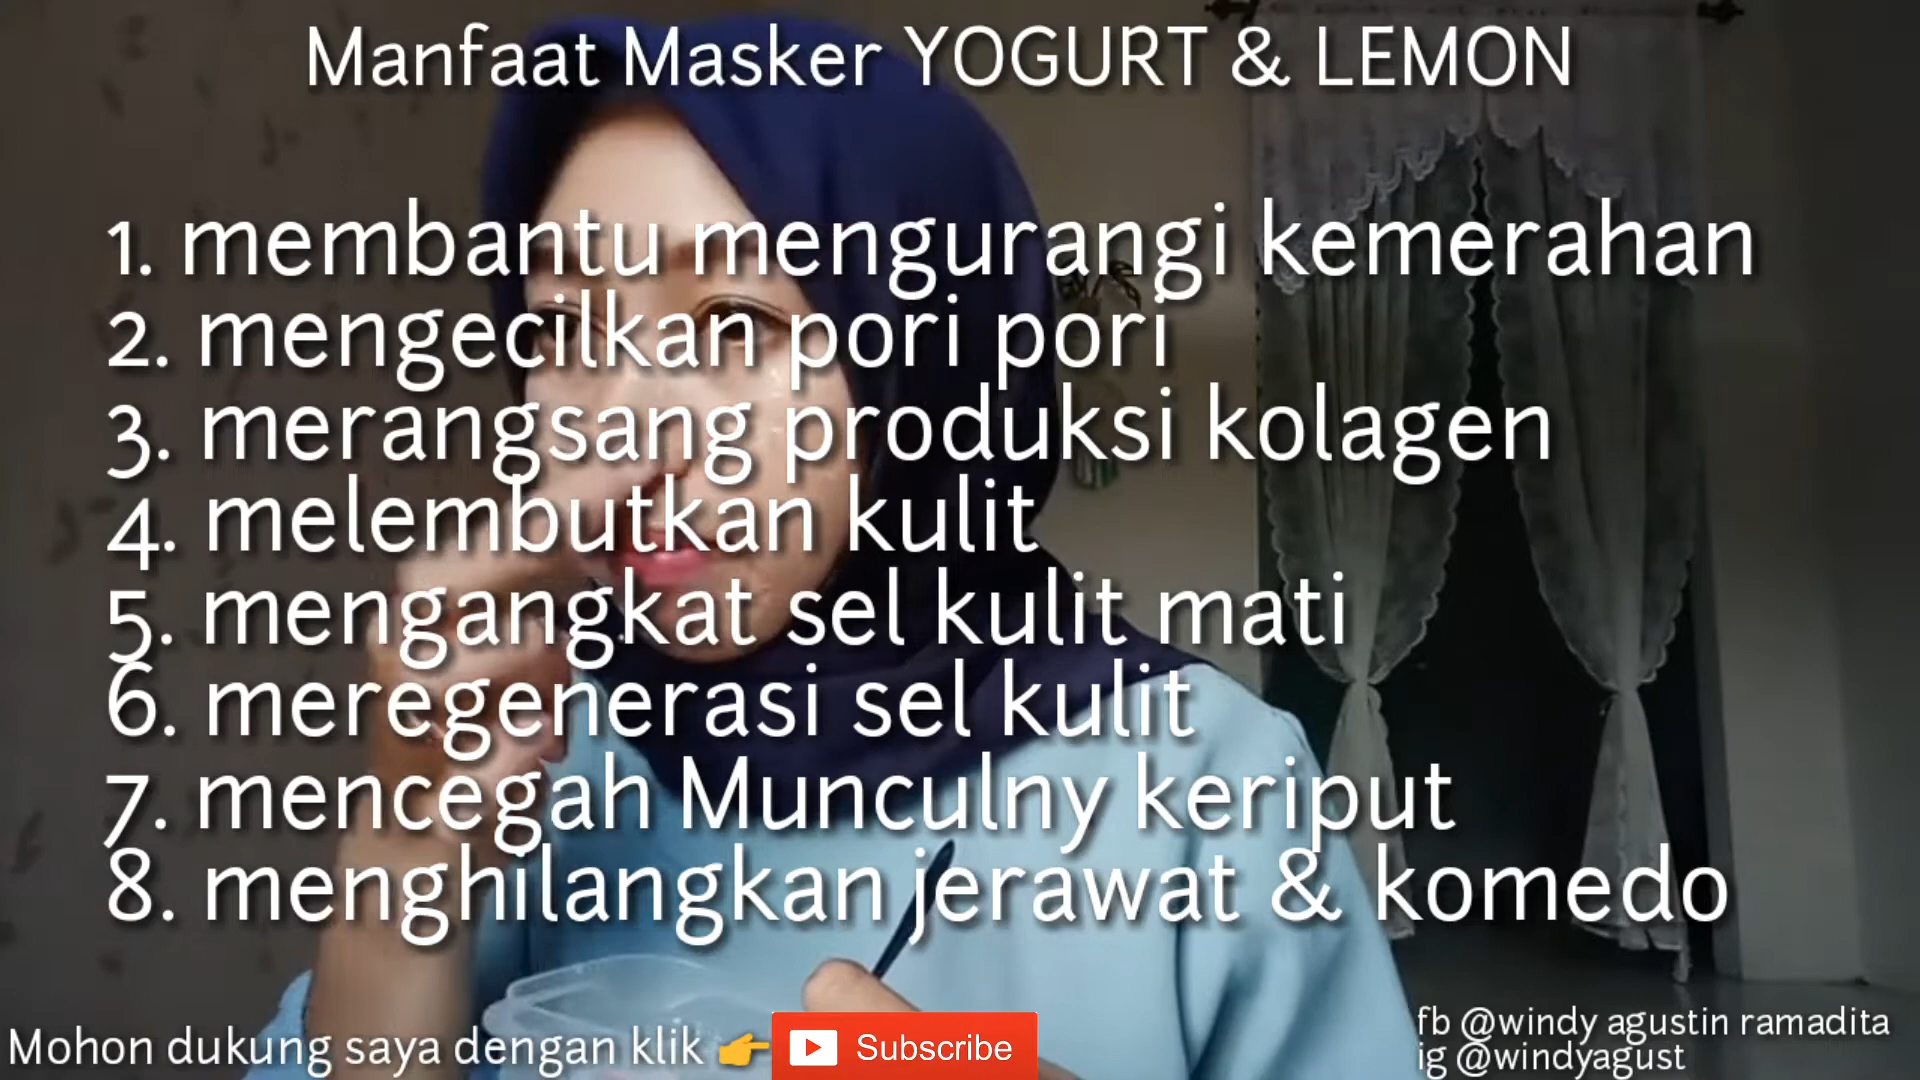 Manfaat Masker YOGURT & LEMON
1. membantu mengurangi kemerahan
2. mengecilkan pori pori
3. merangsang produksi kolagen
4. melembutkan kulit
5. mengangkat sel kulit mati
6. meregenerasi sel kulit
7. mencegah Munculny keriput
8. menghilangkan jerawat & komedo
Mohon dukung saya dengan klik 👉 Subscribe
fb @windy agustin ramadita
ig @windyagust